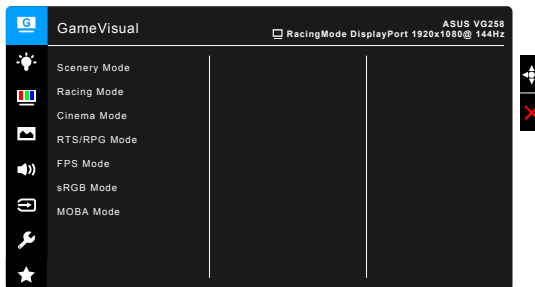 G
GameVisual
ASUS VG258
RacingMode DisplayPort 1920x1080@ 144Hz
Scenery Mode
Racing Mode
Cinema Mode
RTS/RPG Mode
FPS Mode
sRGB Mode
MOBA Mode